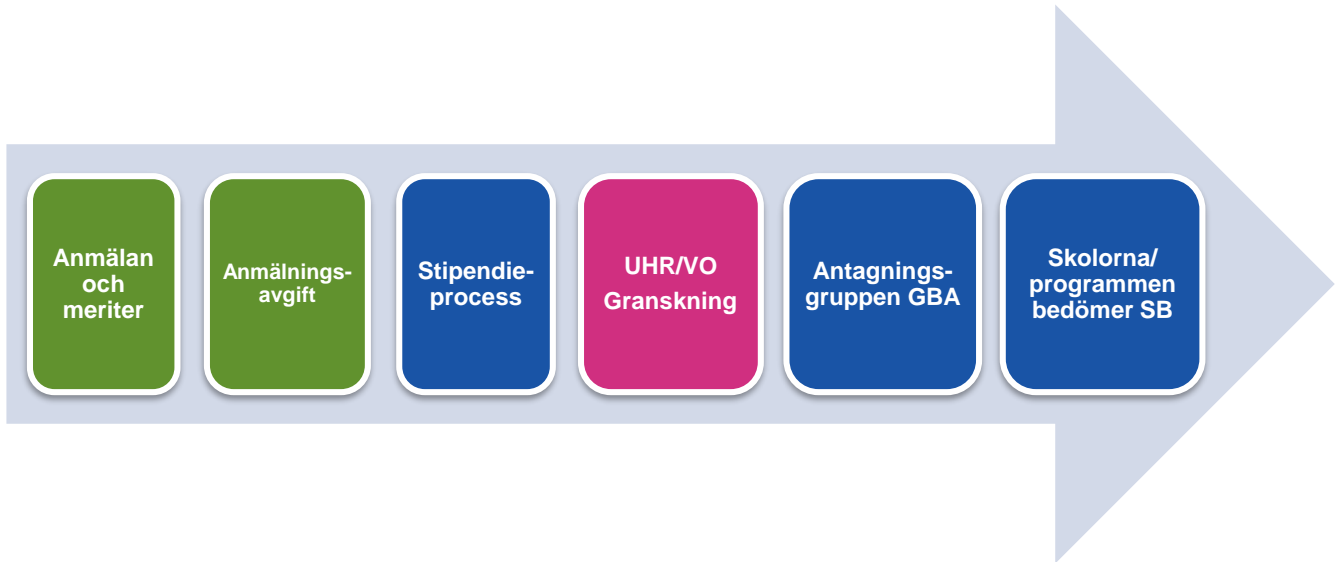 Anmälan
och
meriter
Anmälnings-
avgift
Stipendie-
process
UHR/VO
Granskning
Antagnings-
gruppen GBA
Skolorna/
programmen
bedömer SB